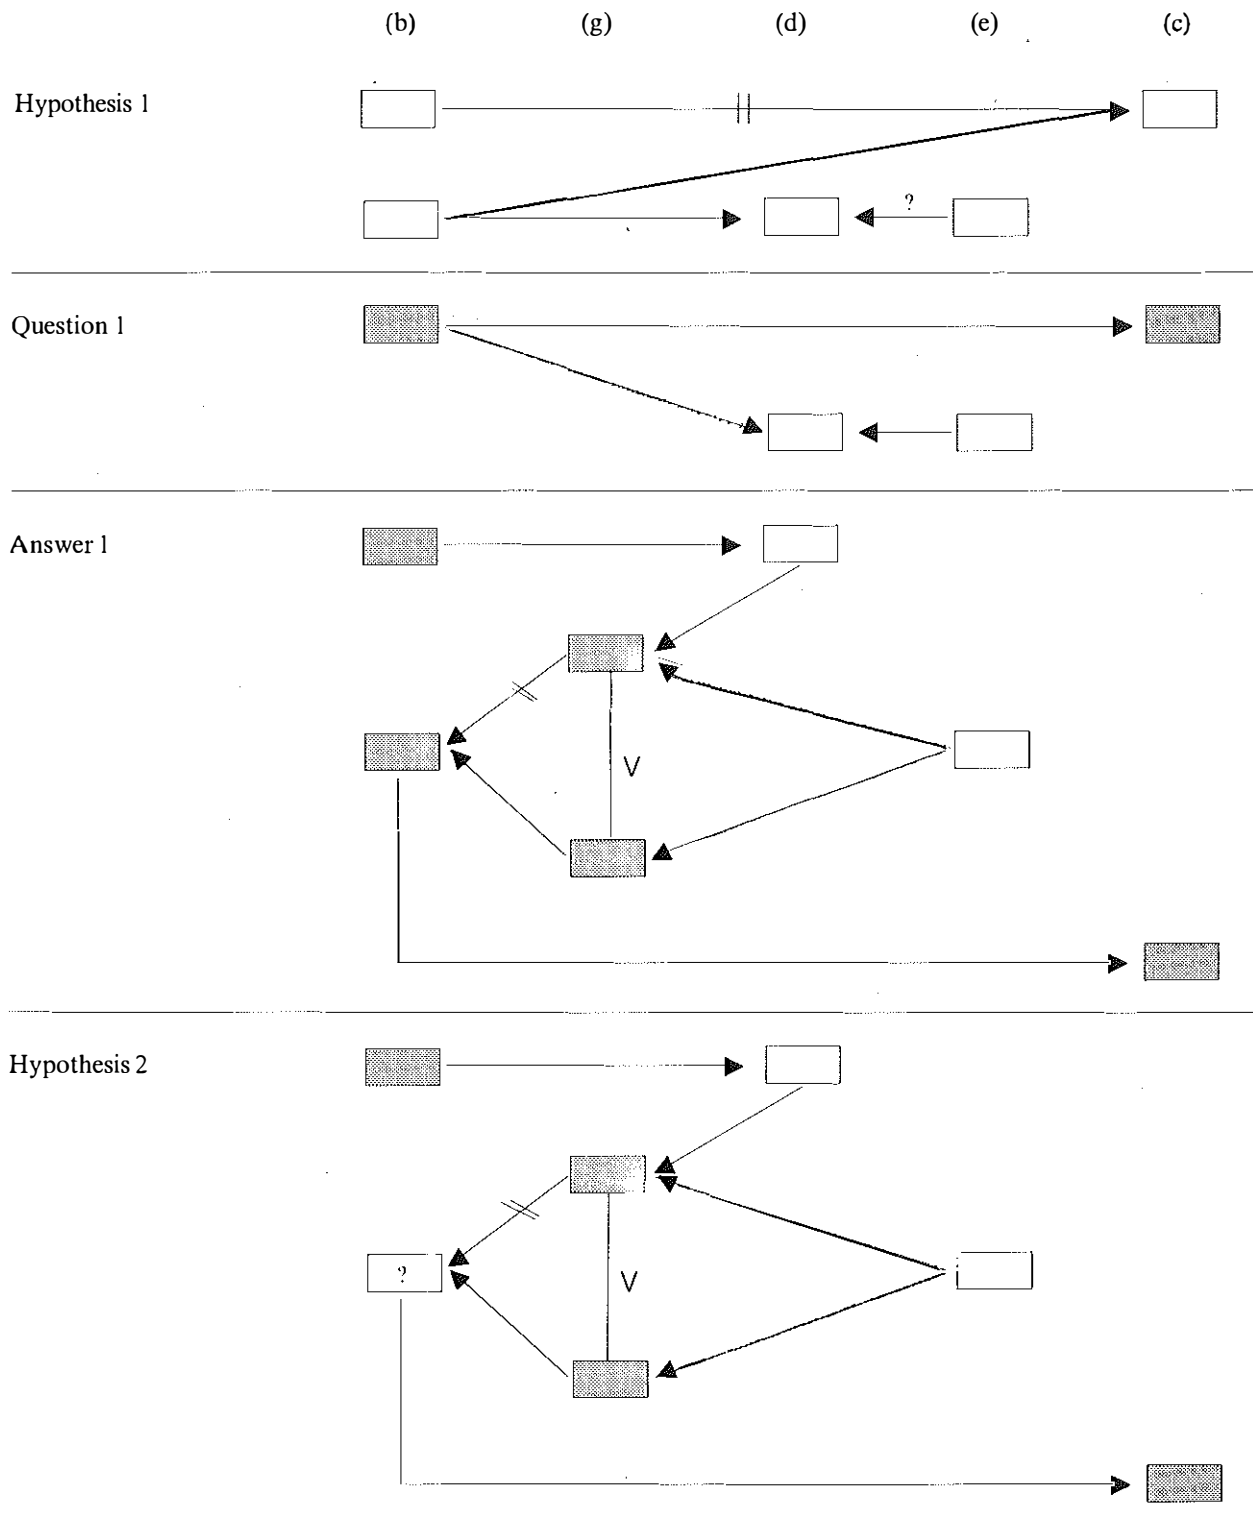 (b) (g) (d) (e) (c)
Hypothesis 1
?
Question 1
Answer 1
V
Hypothesis 2
?
V